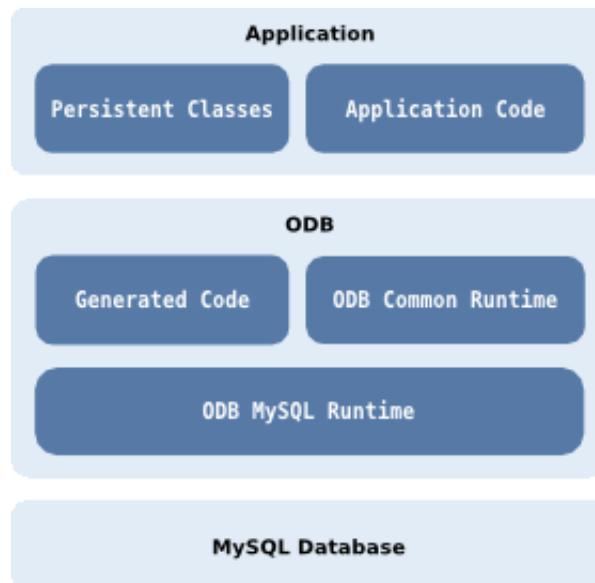 Application
Persistent Classes
Application Code
ODB
Generated Code
ODB Common Runtime
ODB MySQL Runtime
MySQL Database